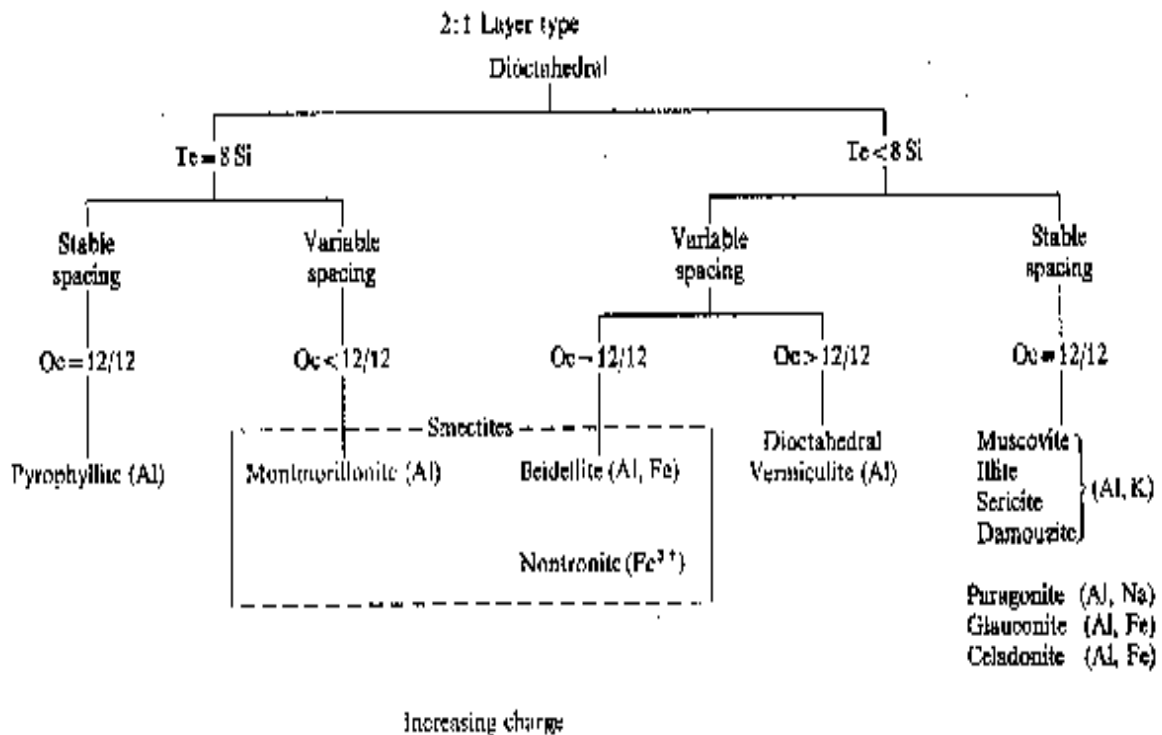 2:1 Layer type
Dioctahedral
Te = 8 Si
Te < 8 Si
Stable
spacing
Variable
spacing
Variable
spacing
Stable
spacing
Oc = 12/12
Oc < 12/12
Oc = 12/12
Oc > 12/12
Oc = 12/12
Smectites
Pyrophyllite (Al)
Montmorillonite (Al)
Beidellite (Al, Fe)
Dioctahedral
Vermiculite (Al)
Muscovite
Illite
Sericite
Damouzite
(Al, K)
Nontronite (Fe³⁺)
Paragonite (Al, Na)
Glauconite (Al, Fe)
Celadonite (Al, Fe)
Increasing charge